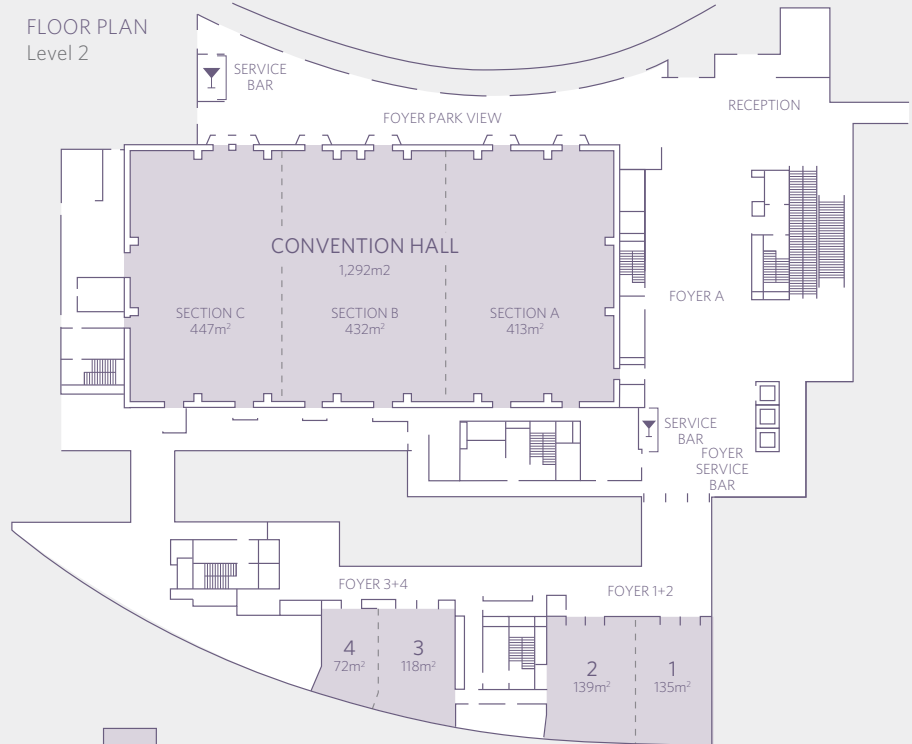 FLOOR PLAN
Level 2
SERVICE
BAR
FOYER PARK VIEW
RECEPTION
CONVENTION HALL
1,292m2
SECTION C
447m²
SECTION B
432m²
SECTION A
413m²
FOYER A
SERVICE
BAR
FOYER
SERVICE
BAR
FOYER 3+4
FOYER 1+2
4
72m²
3
118m²
2
139m²
1
135m²